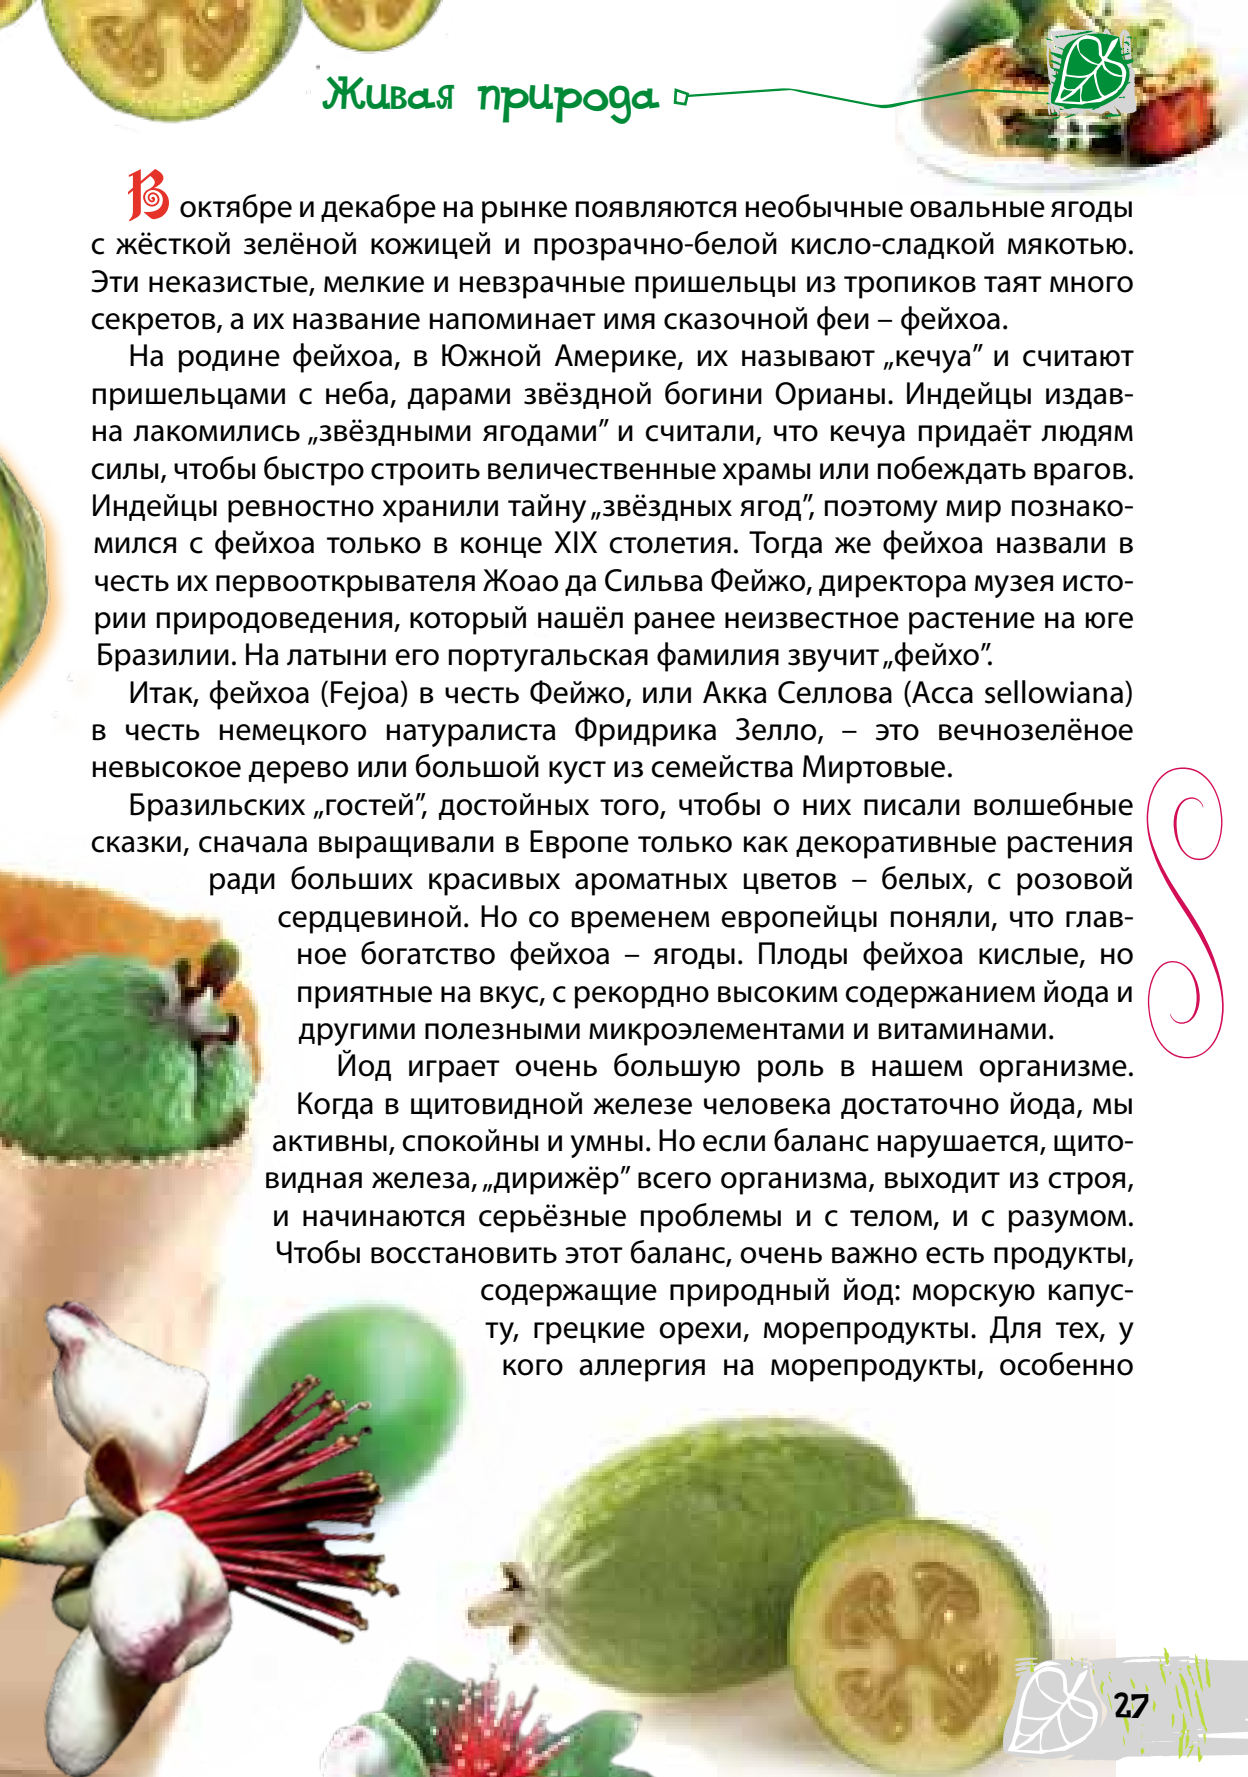 Живая природа
В октябре и декабре на рынке появляются необычные овальные ягоды
с жёсткой зелёной кожицей и прозрачно-белой кисло-сладкой мякотью.
Эти неказистые, мелкие и невзрачные пришельцы из тропиков таят много
секретов, а их название напоминает имя сказочной феи – фейхоа.
На родине фейхоа, в Южной Америке, их называют „кечуа” и считают
пришельцами с неба, дарами звёздной богини Орианы. Индейцы издав-
на лакомились „звёздными ягодами” и считали, что кечуа придаёт людям
силы, чтобы быстро строить величественные храмы или побеждать врагов.
Индейцы ревностно хранили тайну „звёздных ягод”, поэтому мир познако-
мился с фейхоа только в конце XIX столетия. Тогда же фейхоа назвали в
честь их первооткрывателя Жоао да Сильва Фейжо, директора музея исто-
рии природоведения, который нашёл ранее неизвестное растение на юге
Бразилии. На латыни его португальская фамилия звучит „фейхо”.
Итак, фейхоа (Fejoa) в честь Фейжо, или Акка Селлова (Acca sellowiana)
в честь немецкого натуралиста Фридрика Зелло, – это вечнозелёное
невысокое дерево или большой куст из семейства Миртовые.
Бразильских „гостей”, достойных того, чтобы о них писали волшебные
сказки, сначала выращивали в Европе только как декоративные растения
ради больших красивых ароматных цветов – белых, с розовой
сердцевиной. Но со временем европейцы поняли, что глав-
ное богатство фейхоа – ягоды. Плоды фейхоа кислые, но
приятные на вкус, с рекордно высоким содержанием йода и
другими полезными микроэлементами и витаминами.
Йод играет очень большую роль в нашем организме.
Когда в щитовидной железе человека достаточно йода, мы
активны, спокойны и умны. Но если баланс нарушается, щито-
видная железа, „дирижёр” всего организма, выходит из строя,
и начинаются серьёзные проблемы и с телом, и с разумом.
Чтобы восстановить этот баланс, очень важно есть продукты,
содержащие природный йод: морскую капус-
ту, грецкие орехи, морепродукты. Для тех, у
кого аллергия на морепродукты, особенно
27